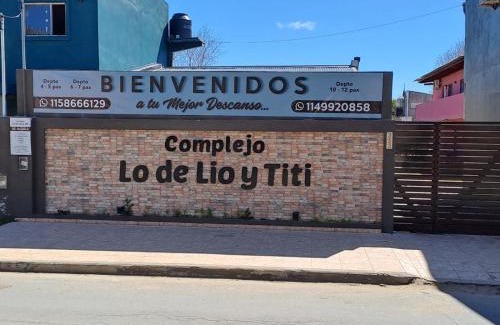 Depto
4 - 5 pax
Depto
6 - 7 pax
BIENVENIDOS
Depto
10 - 12 pax
1158666129
a tu Mejor Descanso...
1149920858
Complejo
Lo de Lio y Titi